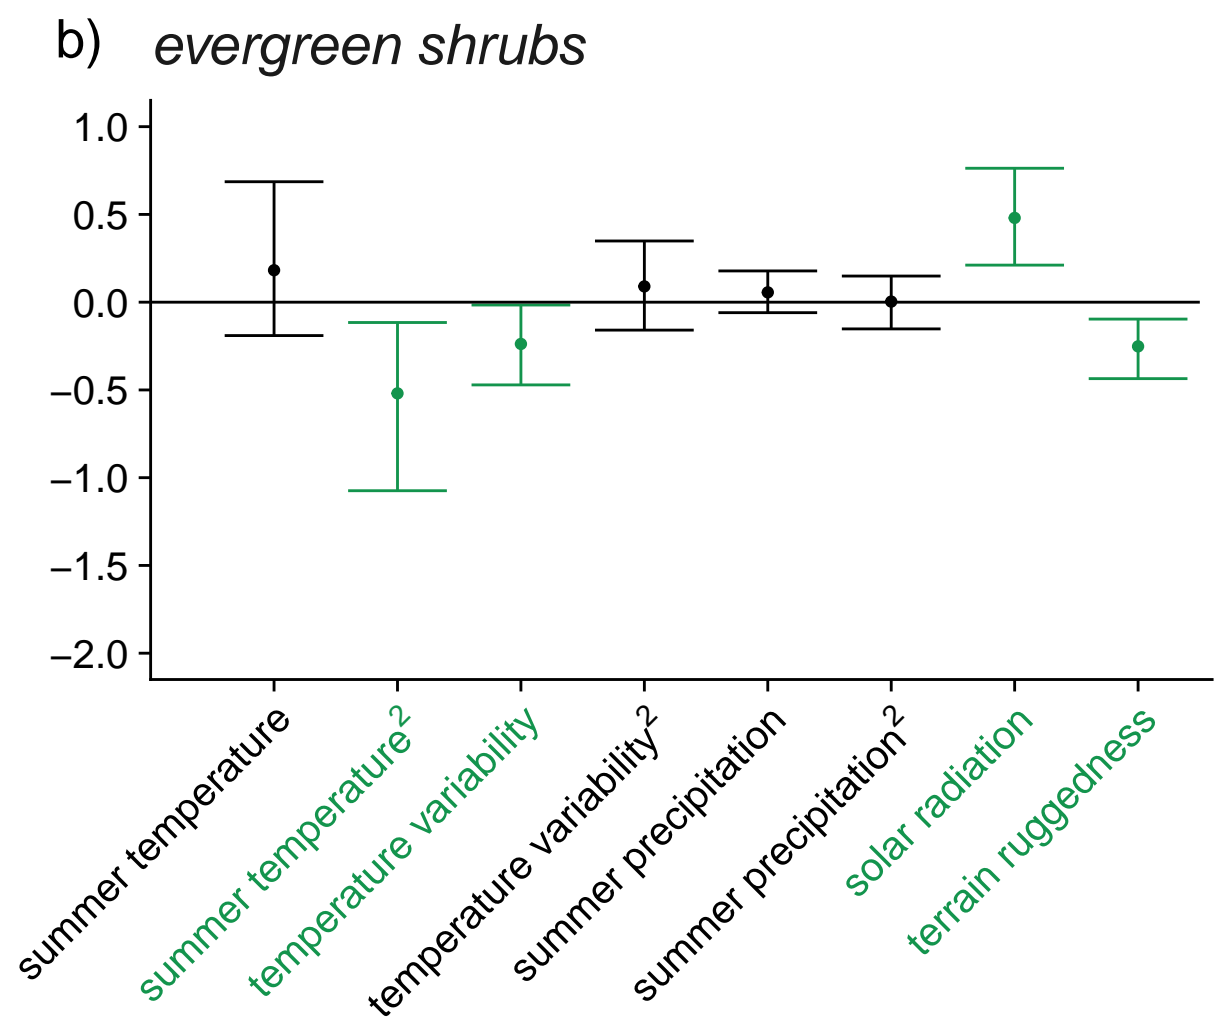 b) evergreen shrubs
1.0
0.5
0.0
−0.5
−1.0
−1.5
−2.0
summer temperature
summer temperature²
temperature variability
temperature variability²
summer precipitation
summer precipitation²
solar radiation
terrain ruggedness